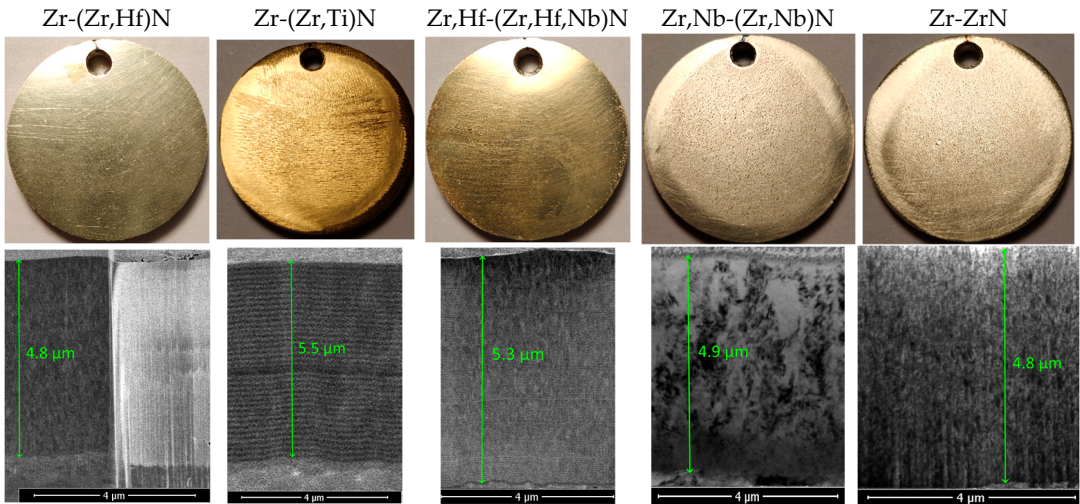 Zr-(Zr,Hf)N Zr-(Zr,Ti)N Zr,Hf-(Zr,Hf,Nb)N Zr,Nb-(Zr,Nb)N Zr-ZrN
4.8 μm 5.5 μm 5.3 μm 4.9 μm 4.8 μm
4 μm 4 μm 4 μm 4 μm 4 μm